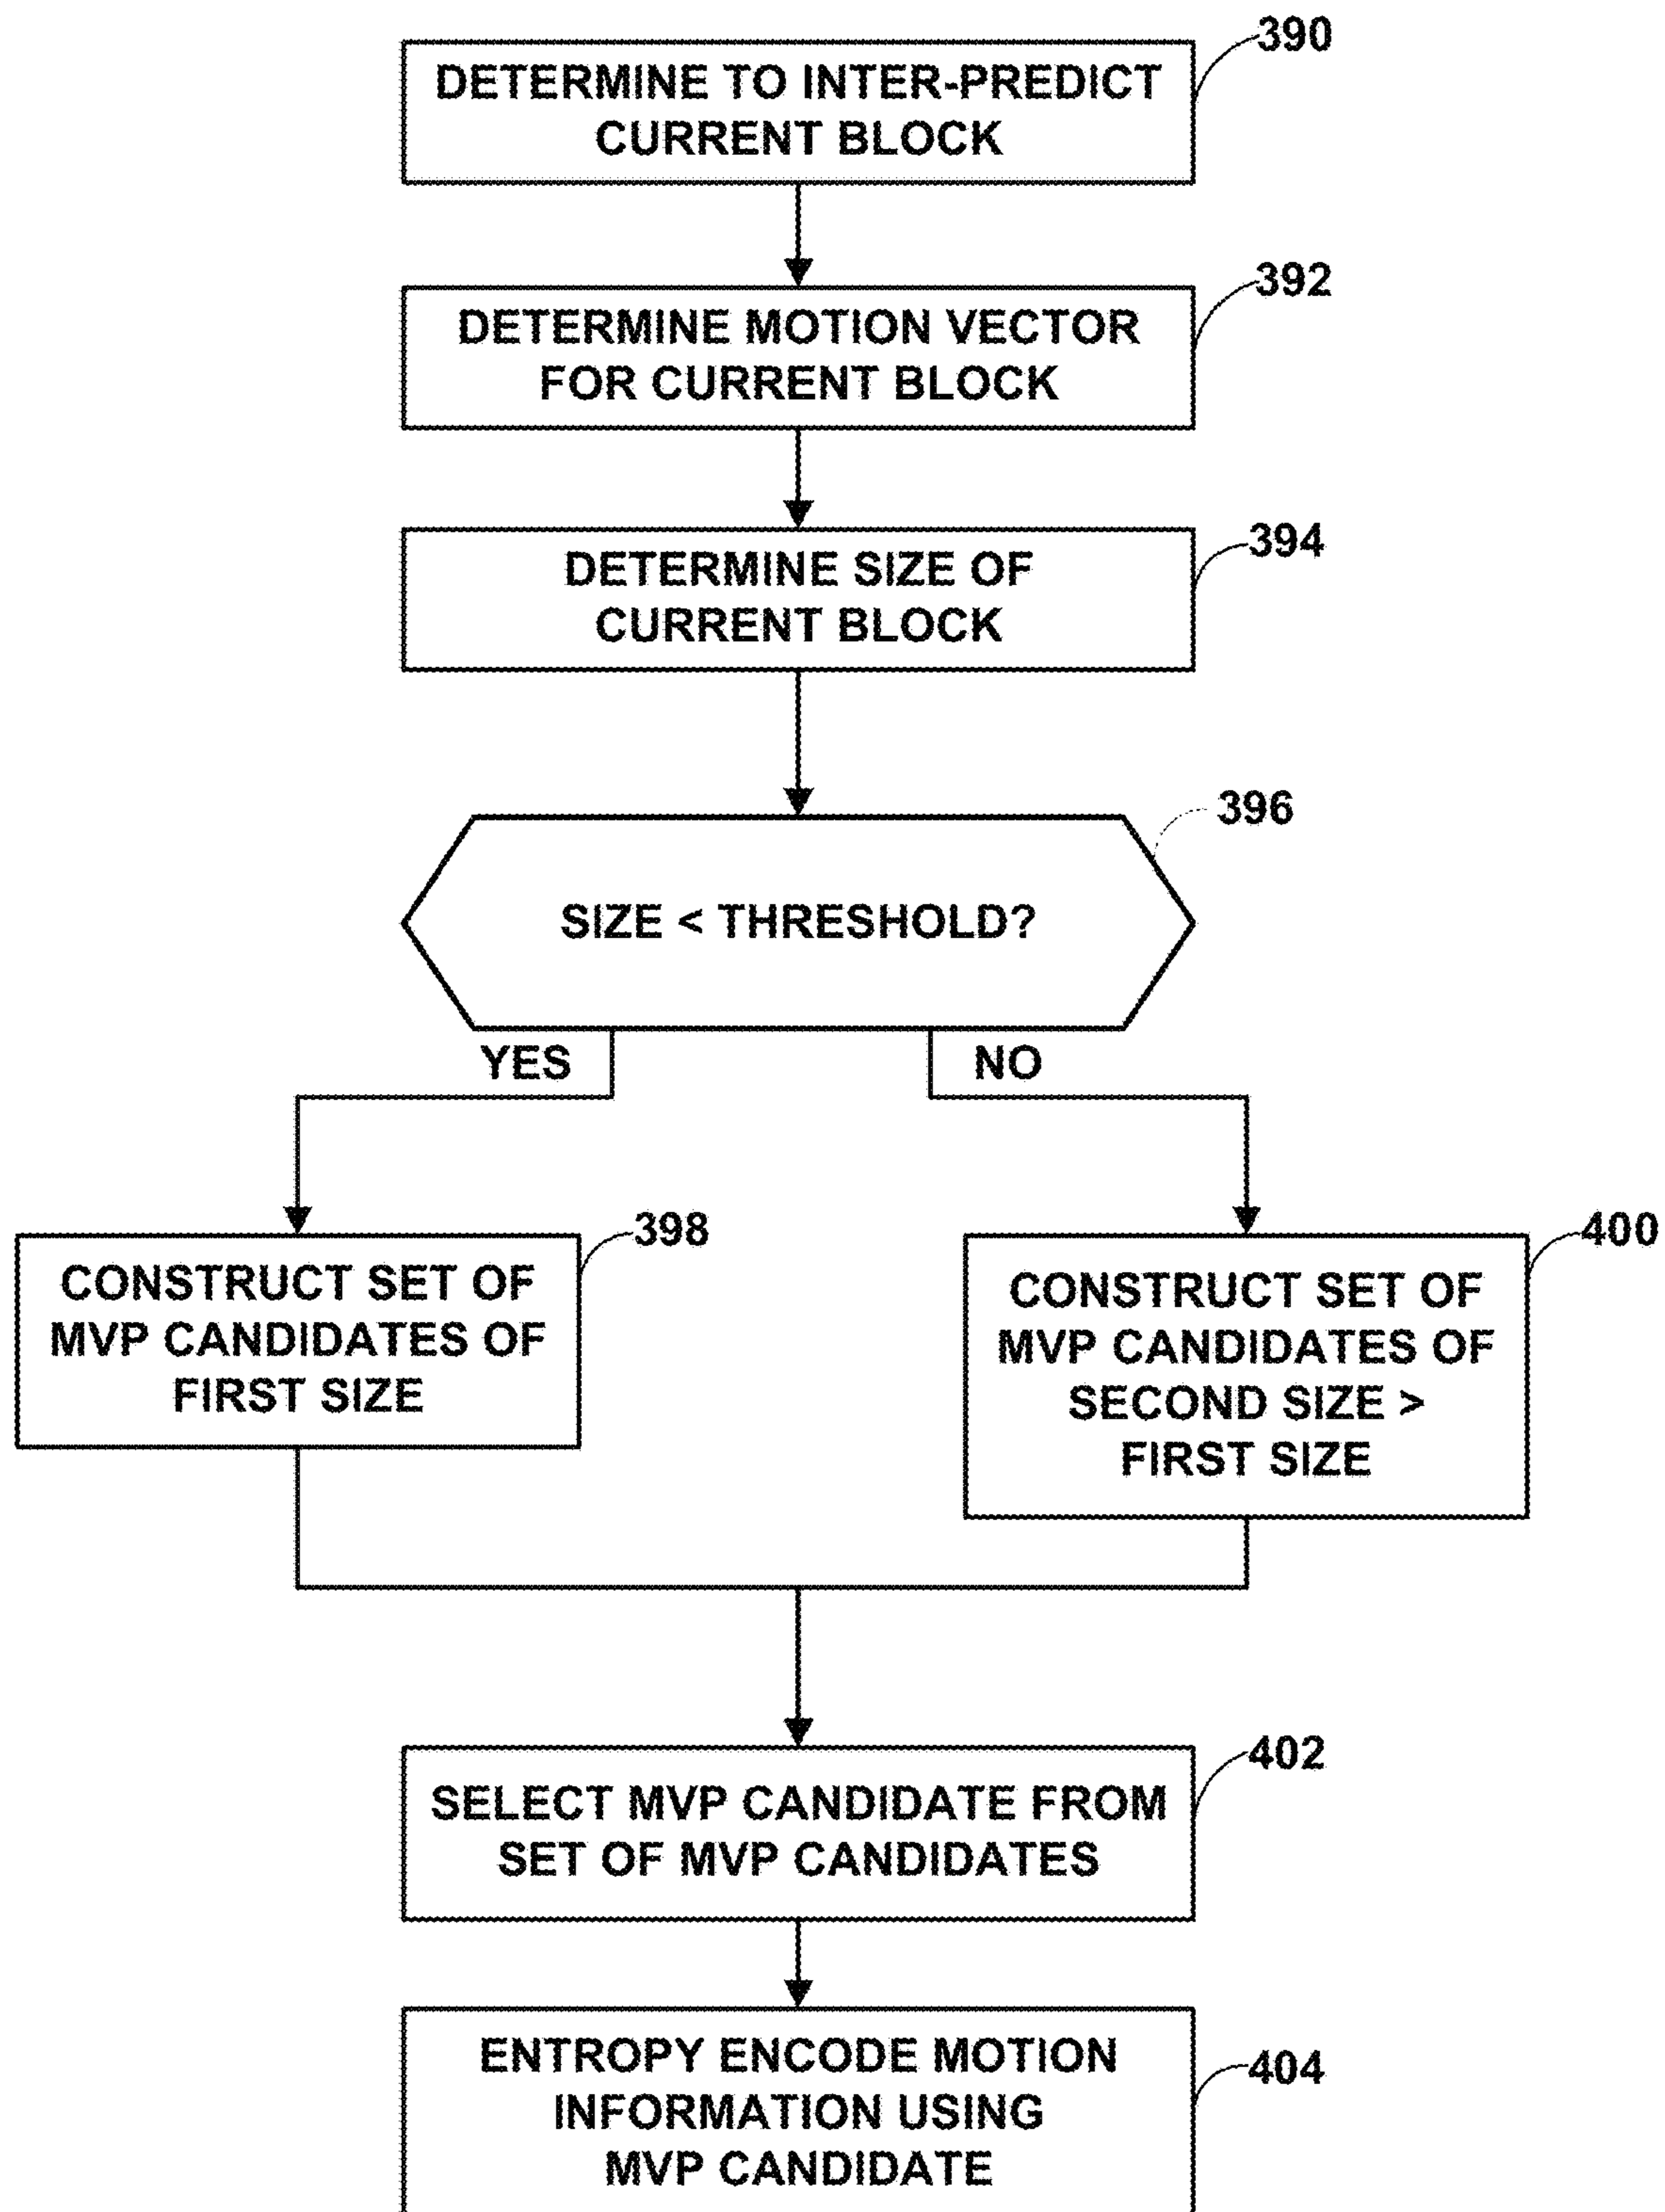 390
DETERMINE TO INTER-PREDICT
CURRENT BLOCK
392
DETERMINE MOTION VECTOR
FOR CURRENT BLOCK
394
DETERMINE SIZE OF
CURRENT BLOCK
396
SIZE < THRESHOLD?
YES
NO
398
CONSTRUCT SET OF
MVP CANDIDATES OF
FIRST SIZE
400
CONSTRUCT SET OF
MVP CANDIDATES OF
SECOND SIZE >
FIRST SIZE
402
SELECT MVP CANDIDATE FROM
SET OF MVP CANDIDATES
404
ENTROPY ENCODE MOTION
INFORMATION USING
MVP CANDIDATE